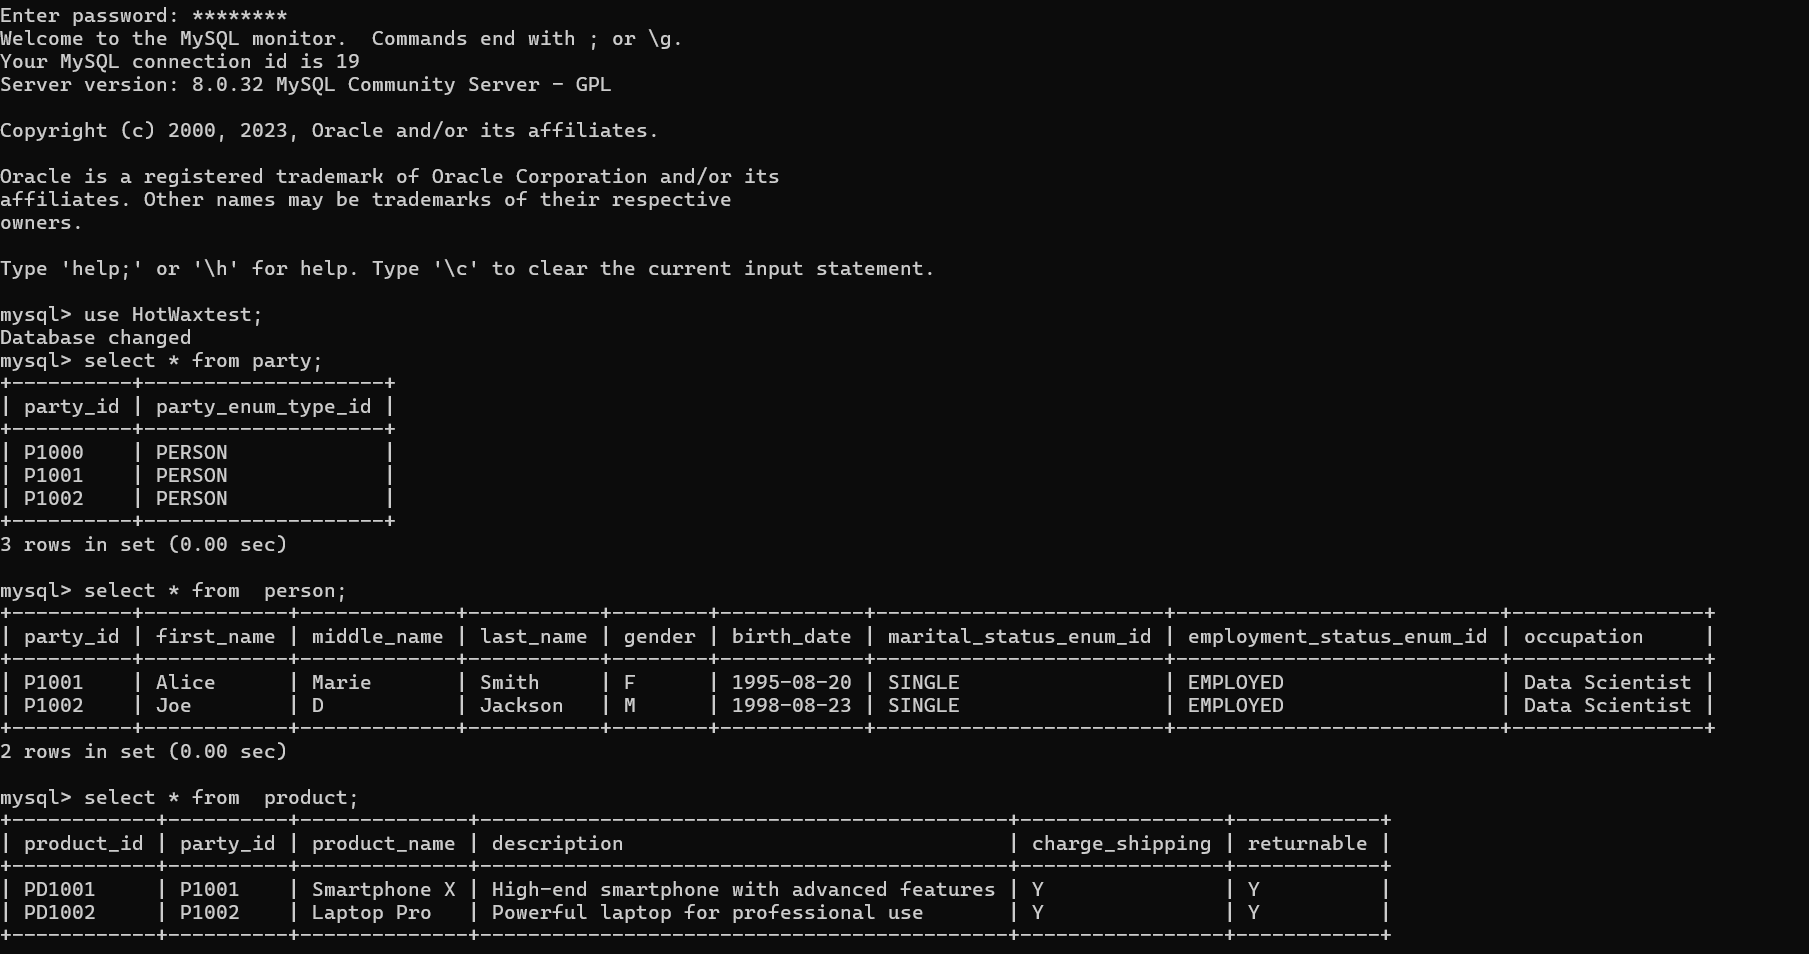 Enter password: ********
Welcome to the MySQL monitor.  Commands end with ; or \g.
Your MySQL connection id is 19
Server version: 8.0.32 MySQL Community Server - GPL

Copyright (c) 2000, 2023, Oracle and/or its affiliates.

Oracle is a registered trademark of Oracle Corporation and/or its
affiliates. Other names may be trademarks of their respective
owners.

Type 'help;' or '\h' for help. Type '\c' to clear the current input statement.

mysql> use HotWaxtest;
Database changed
mysql> select * from party;
+----------+--------------------+
| party_id | party_enum_type_id |
+----------+--------------------+
| P1000    | PERSON             |
| P1001    | PERSON             |
| P1002    | PERSON             |
+----------+--------------------+
3 rows in set (0.00 sec)

mysql> select * from  person;
+----------+------------+-------------+-----------+--------+------------+------------------------+---------------------------+----------------+
| party_id | first_name | middle_name | last_name | gender | birth_date | marital_status_enum_id | employment_status_enum_id | occupation     |
+----------+------------+-------------+-----------+--------+------------+------------------------+---------------------------+----------------+
| P1001    | Alice      | Marie       | Smith     | F      | 1995-08-20 | SINGLE                 | EMPLOYED                  | Data Scientist |
| P1002    | Joe        | D           | Jackson   | M      | 1998-08-23 | SINGLE                 | EMPLOYED                  | Data Scientist |
+----------+------------+-------------+-----------+--------+------------+------------------------+---------------------------+----------------+
2 rows in set (0.00 sec)

mysql> select * from  product;
+------------+----------+--------------+--------------------------------------------+-----------------+------------+
| product_id | party_id | product_name | description                                | charge_shipping | returnable |
+------------+----------+--------------+--------------------------------------------+-----------------+------------+
| PD1001     | P1001    | Smartphone X | High-end smartphone with advanced features | Y               | Y          |
| PD1002     | P1002    | Laptop Pro   | Powerful laptop for professional use       | Y               | Y          |
+------------+----------+--------------+--------------------------------------------+-----------------+------------+